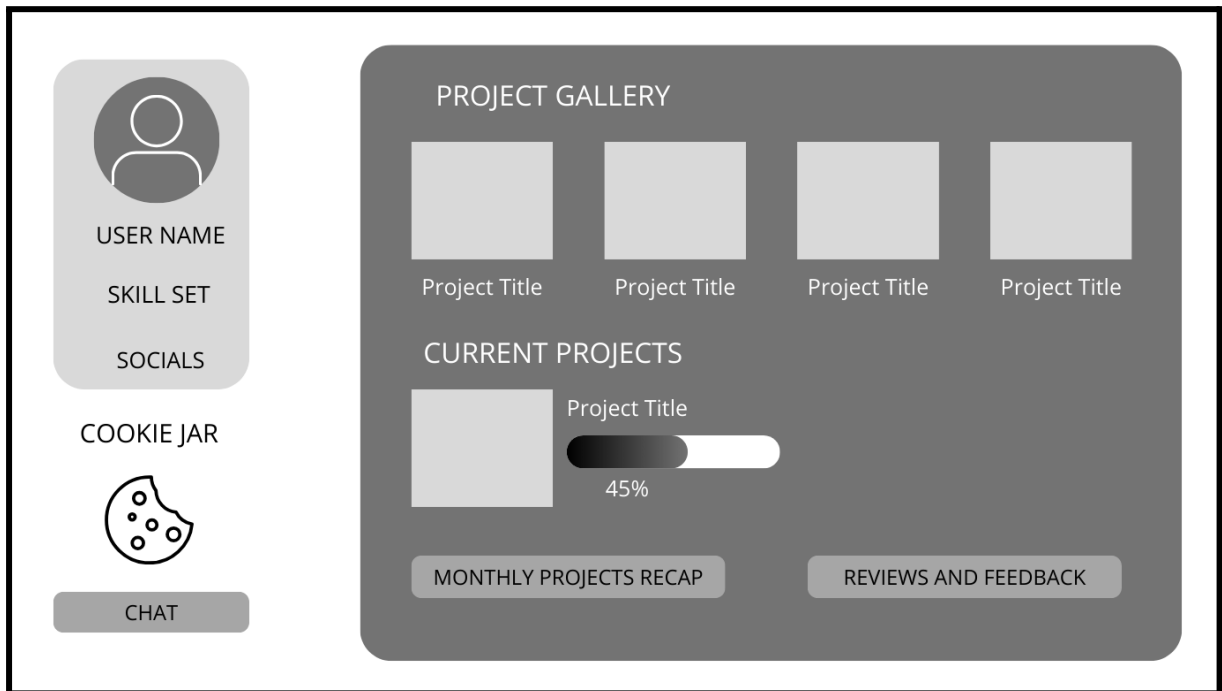 USER NAME
SKILL SET
SOCIALS
COOKIE JAR
CHAT
PROJECT GALLERY
Project Title
Project Title
Project Title
Project Title
CURRENT PROJECTS
Project Title
45%
MONTHLY PROJECTS RECAP
REVIEWS AND FEEDBACK